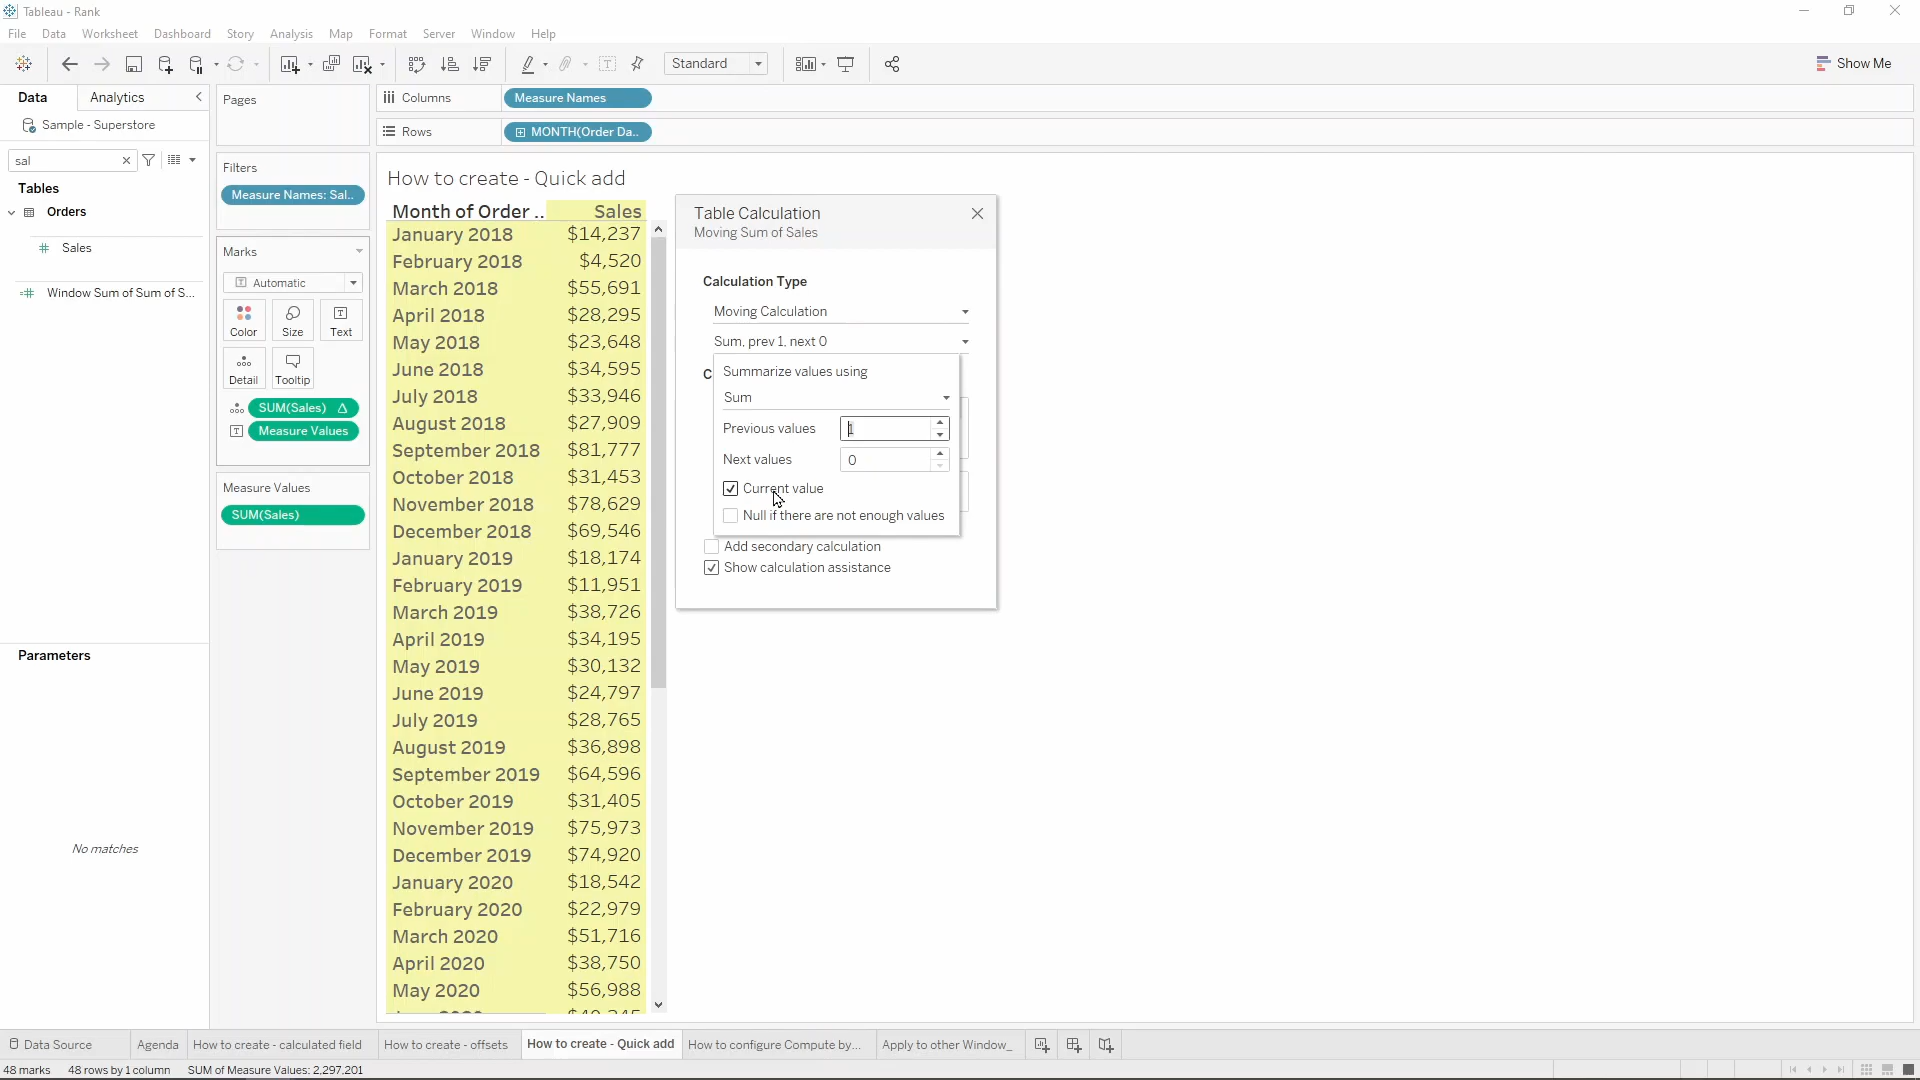 Tableau - Rank
File Data Worksheet Dashboard Story Analysis Map Format Server Window Help
Standard
Show Me
Data Analytics
Sample - Superstore
sal
Tables
Orders
Sales
Window Sum of Sum of S...
Parameters
No matches
Pages
Filters
Measure Names: Sal..
Marks
Automatic
Color Size Text
Detail Tooltip
SUM(Sales)
Measure Values
Measure Values
SUM(Sales)
Columns Measure Names
Rows MONTH(Order Da..
How to create - Quick add
Month of Order .. Sales
January 2018 $14,237
February 2018 $4,520
March 2018 $55,691
April 2018 $28,295
May 2018 $23,648
June 2018 $34,595
July 2018 $33,946
August 2018 $27,909
September 2018 $81,777
October 2018 $31,453
November 2018 $78,629
December 2018 $69,546
January 2019 $18,174
February 2019 $11,951
March 2019 $38,726
April 2019 $34,195
May 2019 $30,132
June 2019 $24,797
July 2019 $28,765
August 2019 $36,898
September 2019 $64,596
October 2019 $31,405
November 2019 $75,973
December 2019 $74,920
January 2020 $18,542
February 2020 $22,979
March 2020 $51,716
April 2020 $38,750
May 2020 $56,988
Table Calculation
Moving Sum of Sales
Calculation Type
Moving Calculation
Sum, prev 1, next 0
C
Summarize values using
Sum
Previous values 1
Next values 0
Current value
Null if there are not enough values
Add secondary calculation
Show calculation assistance
Data Source Agenda How to create - calculated field How to create - offsets How to create - Quick add How to configure Compute by... Apply to other Window_
48 marks 48 rows by 1 column SUM of Measure Values: 2,297,201